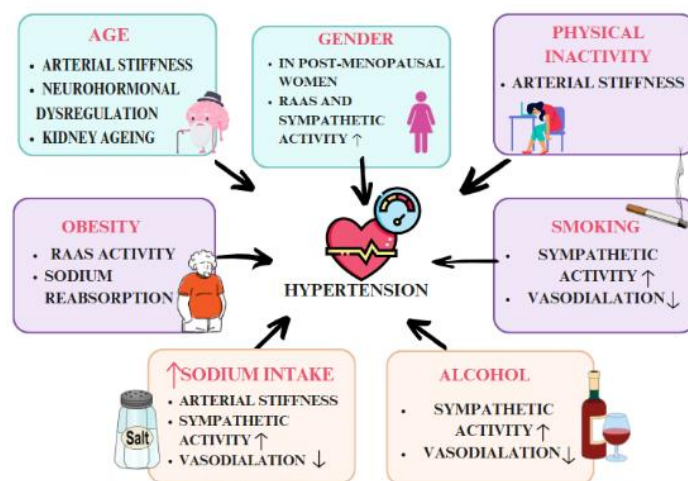 AGE
• ARTERIAL STIFFNESS
• NEUROHORMONAL
DYSREGULATION
• KIDNEY AGEING
GENDER
• IN POST-MENOPAUSAL
WOMEN
• RAAS AND
SYMPATHETIC
ACTIVITY ↑
PHYSICAL
INACTIVITY
• ARTERIAL STIFFNESS
OBESITY
• RAAS ACTIVITY
• SODIUM
REABSORPTION
HYPERTENSION
SMOKING
• SYMPATHETIC
ACTIVITY ↑
• VASODIALATION ↓
↑SODIUM INTAKE
• ARTERIAL STIFFNESS
• SYMPATHETIC
ACTIVITY ↑
• VASODIALATION ↓
Salt
ALCOHOL
• SYMPATHETIC
ACTIVITY ↑
• VASODIALATION ↓